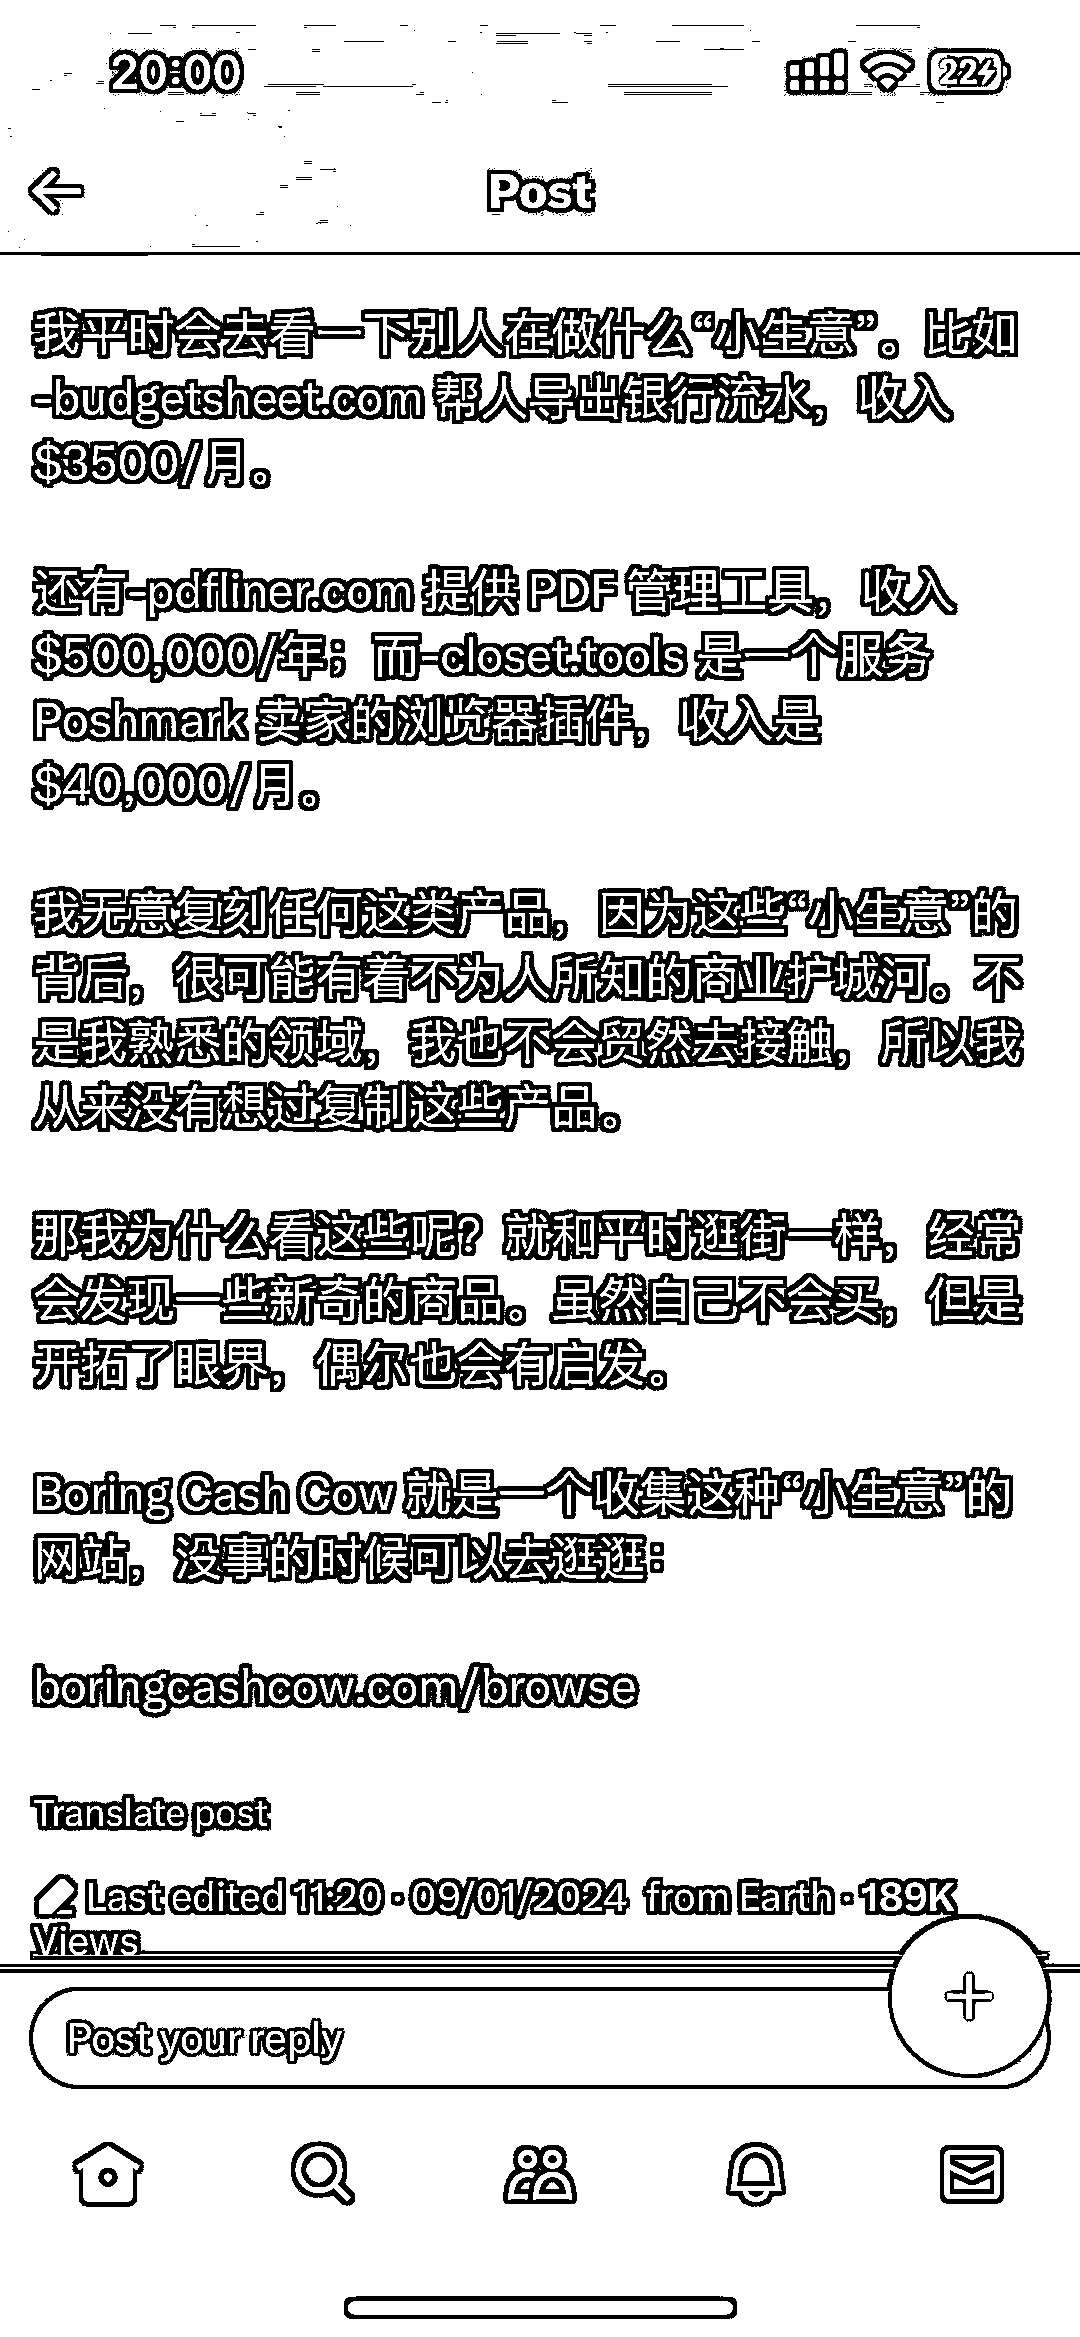 20:00
22
Post
我平时会去看一下别人在做什么“小生意”。比如
-budgetsheet.com 帮人导出银行流水，收入
$3500/月。
还有-pdfliner.com 提供 PDF 管理工具，收入
$500,000/年；而-closet.tools 是一个服务
Poshmark 卖家的浏览器插件，收入是
$40,000/月。
我无意复刻任何这类产品，因为这些“小生意”的
背后，很可能有着不为人所知的商业护城河。不
是我熟悉的领域，我也不会贸然去接触，所以我
从来没有想过复制这些产品。
那我为什么看这些呢？就和平时逛街一样，经常
会发现一些新奇的商品。虽然自己不会买，但是
开拓了眼界，偶尔也会有启发。
Boring Cash Cow 就是一个收集这种“小生意”的
网站，没事的时候可以去逛逛：
boringcashcow.com/browse
Translate post
Last edited 11:20 · 09/01/2024 from Earth · 189K
Views
Post your reply